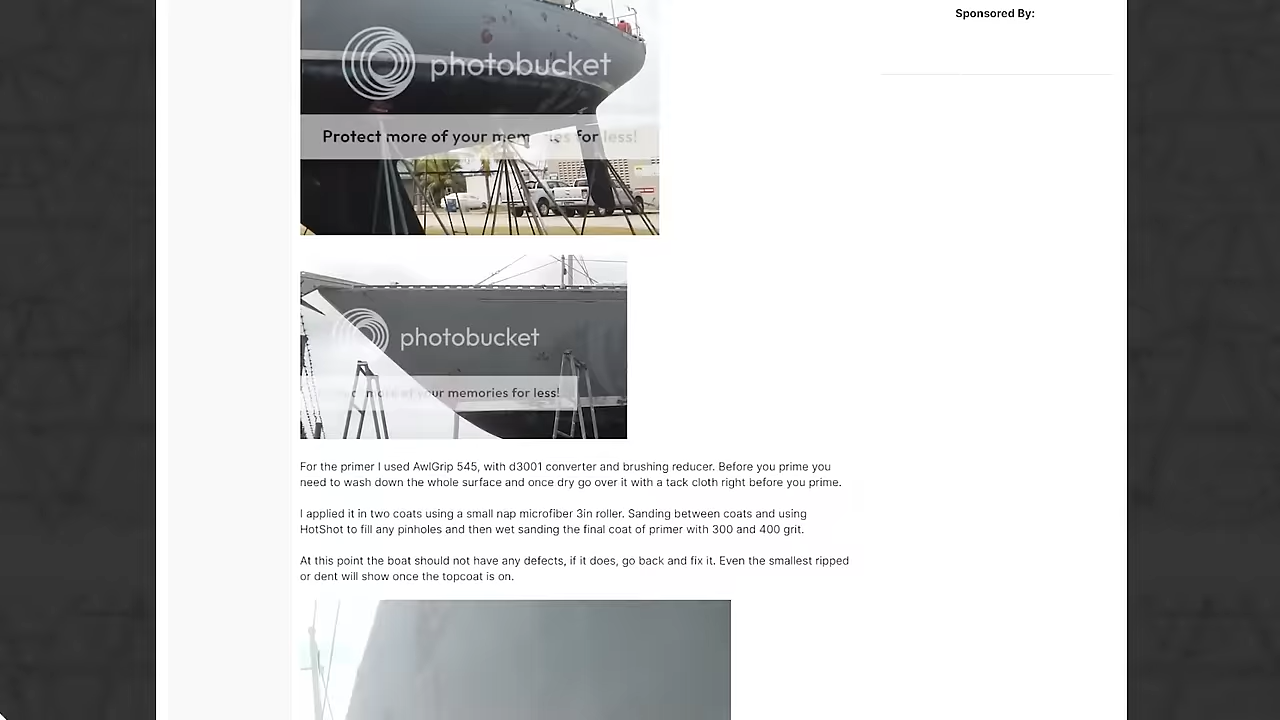 Sponsored By:
photobucket
Protect more of your memories for less!
photobucket
more of your memories for less!
For the primer I used AwlGrip 545, with d3001 converter and brushing reducer. Before you prime you
need to wash down the whole surface and once dry go over it with a tack cloth right before you prime.
I applied it in two coats using a small nap microfiber 3in roller. Sanding between coats and using
HotShot to fill any pinholes and then wet sanding the final coat of primer with 300 and 400 grit.
At this point the boat should not have any defects, if it does, go back and fix it. Even the smallest ripped
or dent will show once the topcoat is on.